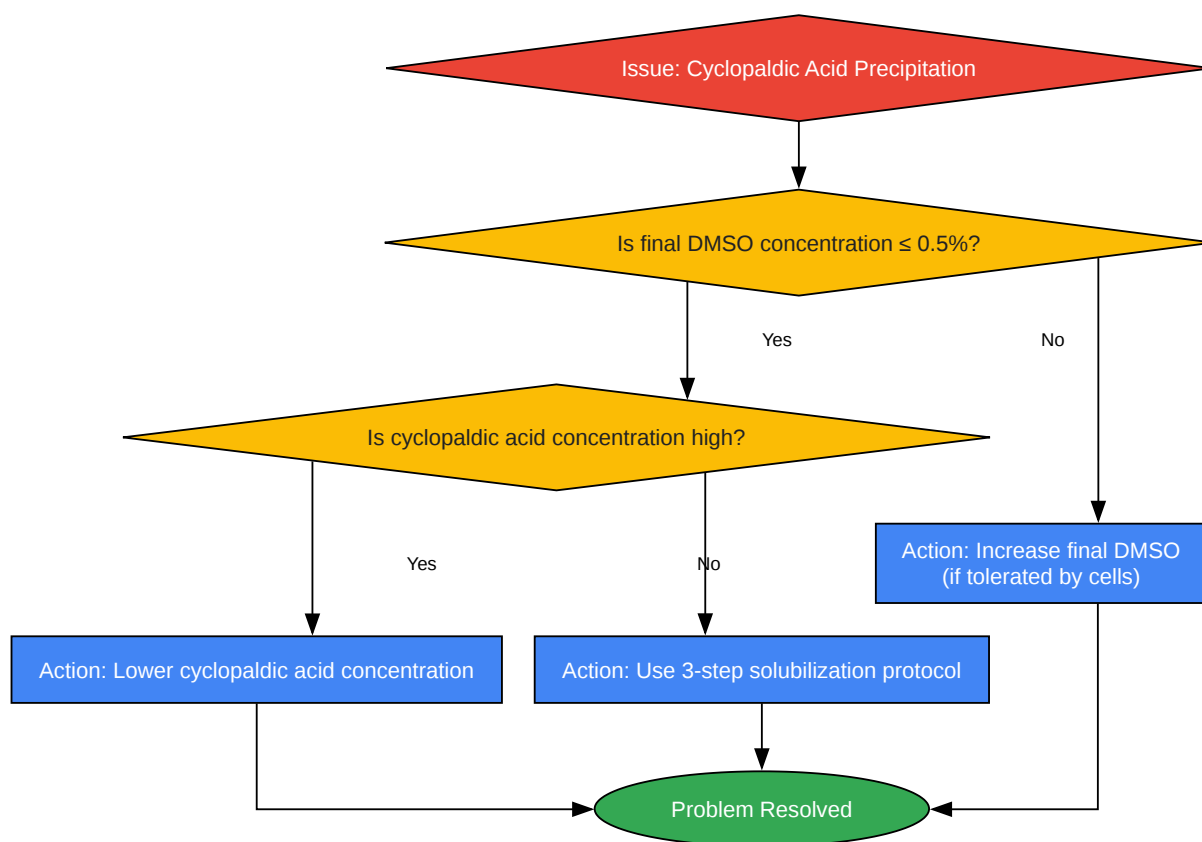 Issue: Cyclopaldic Acid Precipitation
Is final DMSO concentration ≤ 0.5%?
Yes
No
Is cyclopaldic acid concentration high?
Yes
No
Action: Increase final DMSO
(if tolerated by cells)
Action: Lower cyclopaldic acid concentration
Action: Use 3-step solubilization protocol
Problem Resolved